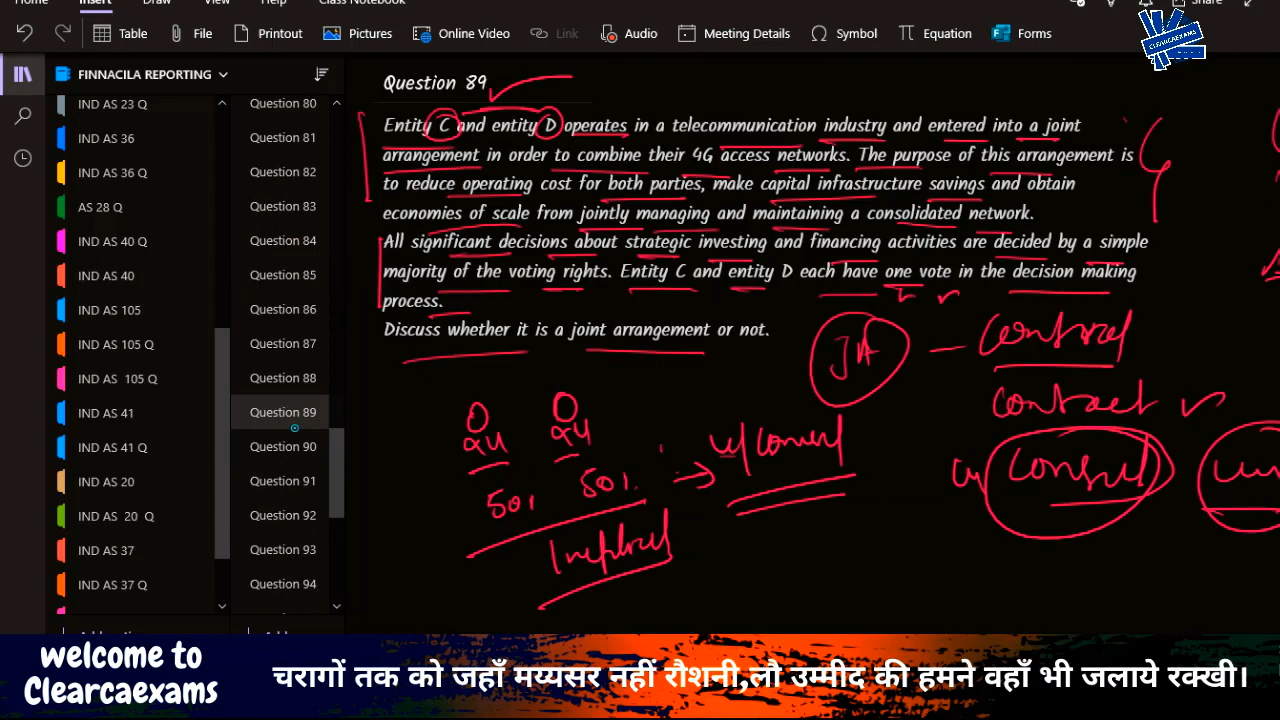 Home Insert Draw View Help Class Notebook Share
Table File Printout Pictures Online Video Link Audio Meeting Details Symbol Equation Forms
CLEARCAEXAMS
FINNACILA REPORTING
IND AS 23 Q
IND AS 36
IND AS 36 Q
AS 28 Q
IND AS 40 Q
IND AS 40
IND AS 105
IND AS 105 Q
IND AS 105 Q
IND AS 41
IND AS 41 Q
IND AS 20
IND AS 20 Q
IND AS 37
IND AS 37 Q
Question 80
Question 81
Question 82
Question 83
Question 84
Question 85
Question 86
Question 87
Question 88
Question 89
Question 90
Question 91
Question 92
Question 93
Question 94
Question 89
Entity C and entity D operates in a telecommunication industry and entered into a joint
arrangement in order to combine their 4G access networks. The purpose of this arrangement is
to reduce operating cost for both parties, make capital infrastructure savings and obtain
economies of scale from jointly managing and maintaining a consolidated network.
All significant decisions about strategic investing and financing activities are decided by a simple
majority of the voting rights. Entity C and entity D each have one vote in the decision making
process.
Discuss whether it is a joint arrangement or not.
JA
contract
50% 50%
welcome to
Clearcaexams
चरागों तक को जहाँ मय्यसर नहीं रौशनी,लौ उम्मीद की हमने वहाँ भी जलाये रक्खी।